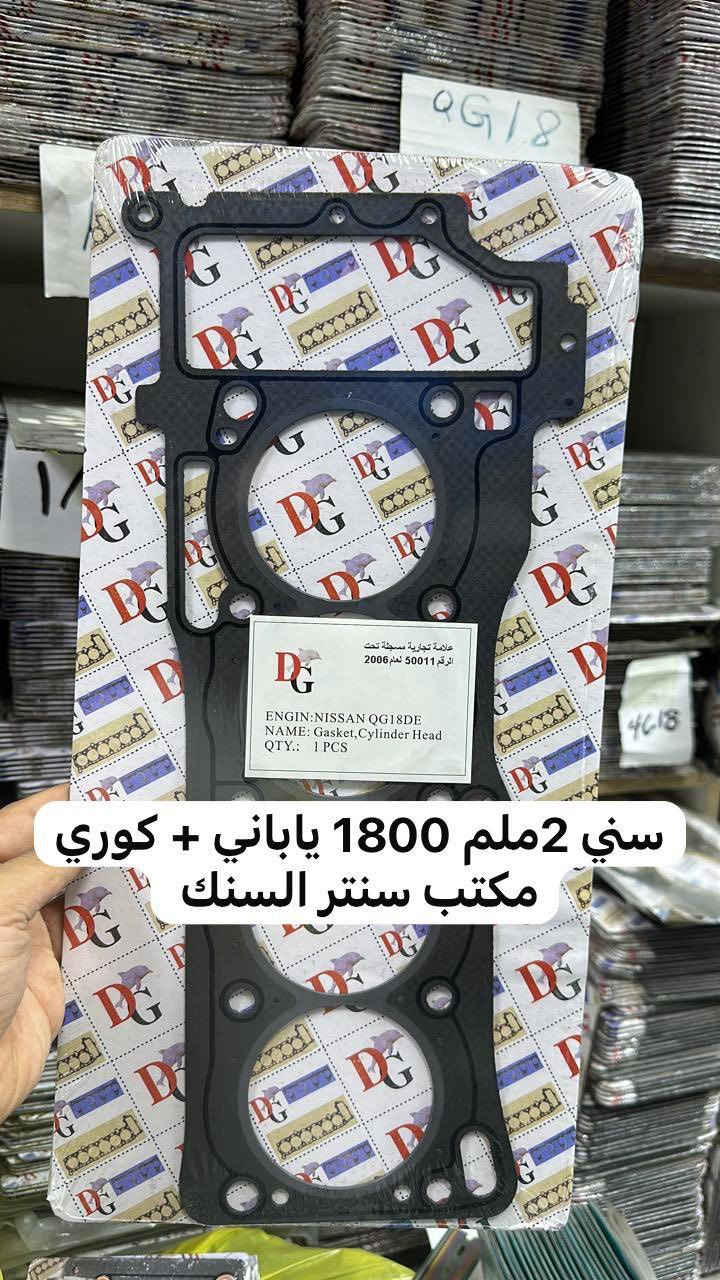 QG18
DG
علامة تجارية مسجلة تحت
الرقم 50011 لعام 2006
ENGIN:NISSAN QG18DE
NAME: Gasket,Cylinder Head
QTY.: 1 PCS
4G18
سني 2ملم 1800 ياباني + كوري
مكتب سنتر السنك